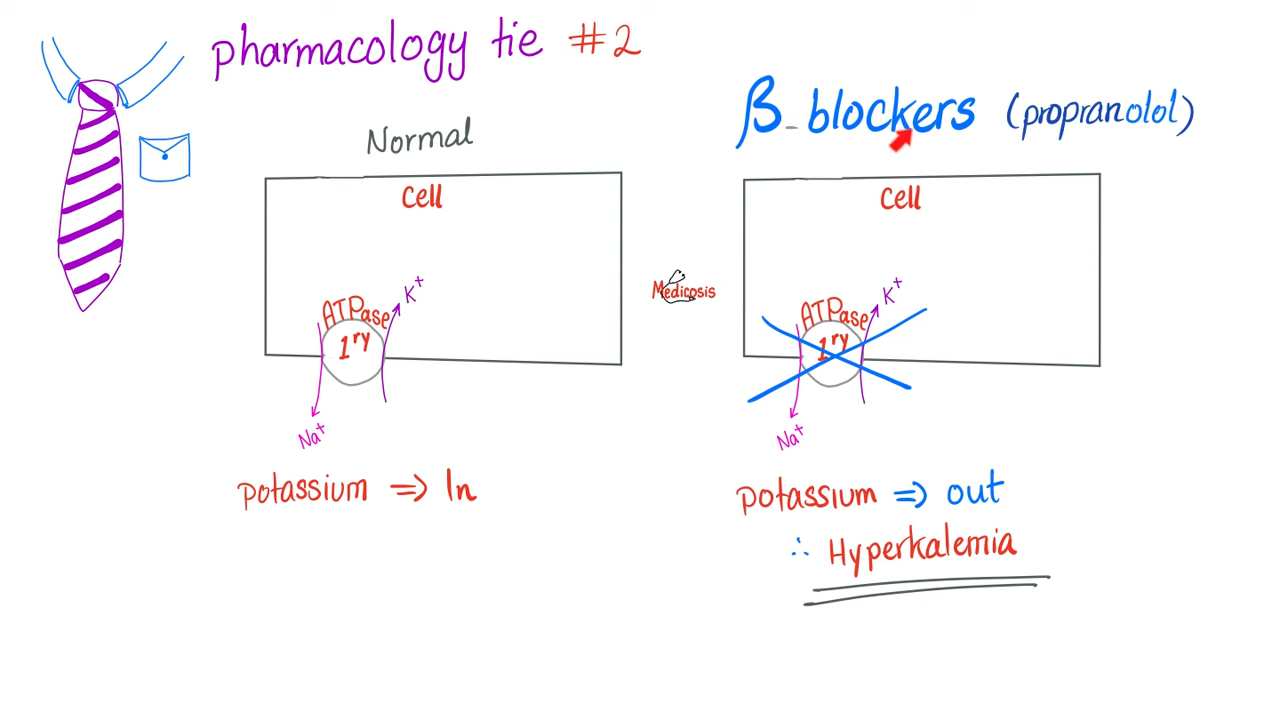 pharmacology tie #2
Normal
Cell
ATPase
1ry
K+
Na+
potassium ⇒ In
Medicosis
β-blockers (propranolol)
Cell
ATPase
1ry
K+
Na+
potassium ⇒ out
∴ Hyperkalemia